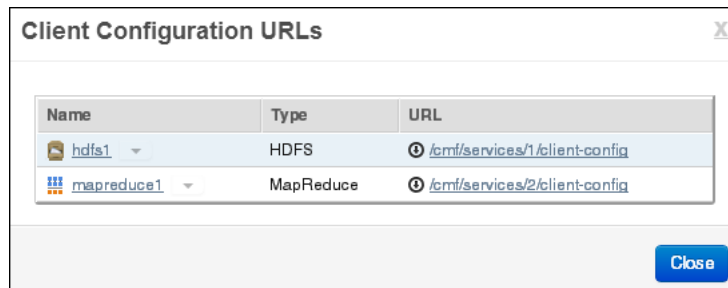 Client Configuration URLs X
Name Type URL
hdfs1 HDFS /cmf/services/1/client-config
mapreduce1 MapReduce /cmf/services/2/client-config
Close